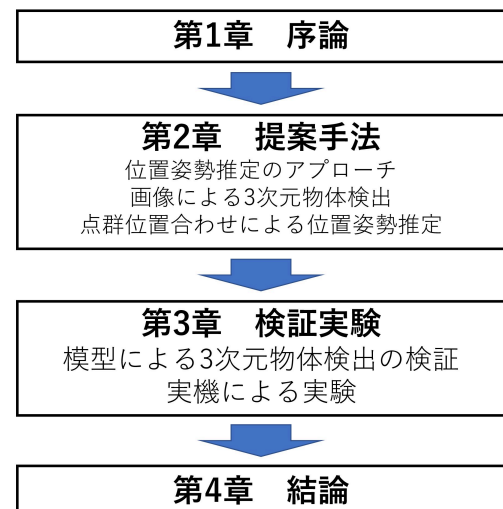 第1章　序論
第2章　提案手法
位置姿勢推定のアプローチ
画像による3次元物体検出
点群位置合わせによる位置姿勢推定
第3章　検証実験
模型による3次元物体検出の検証
実機による実験
第4章　結論